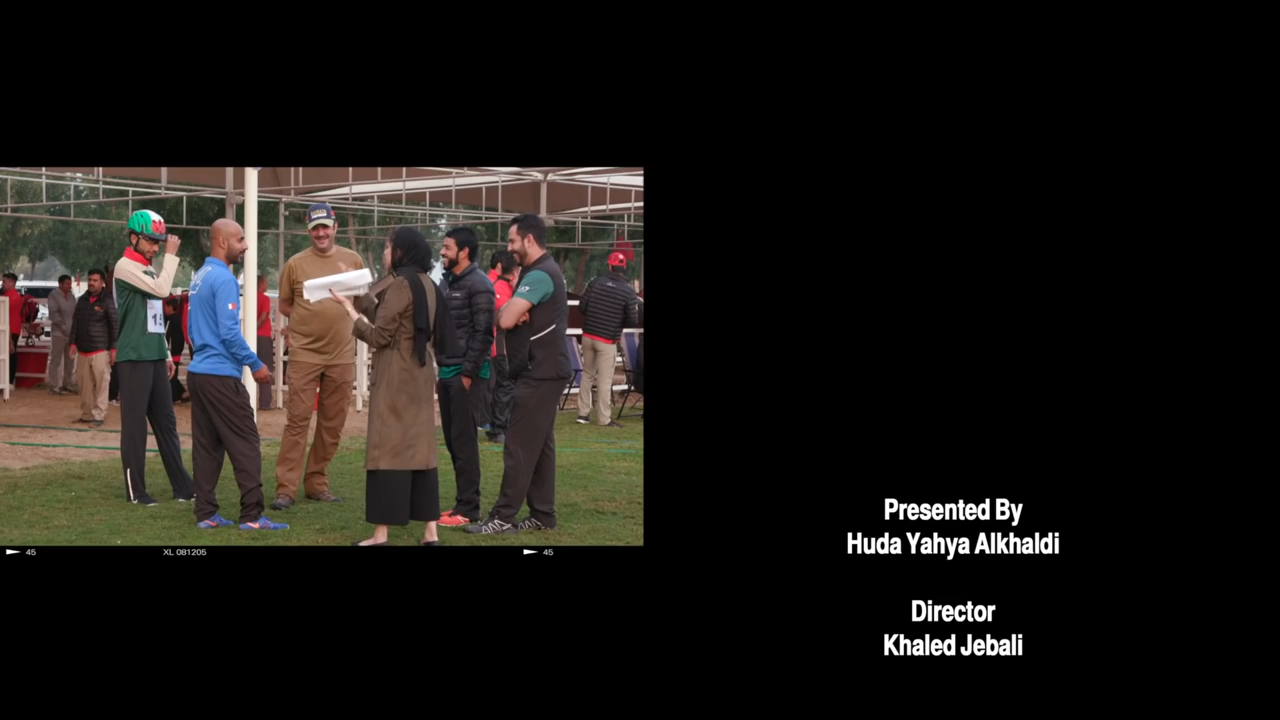 45
XL 081205
45
Presented By
Huda Yahya Alkhaldi
Director
Khaled Jebali